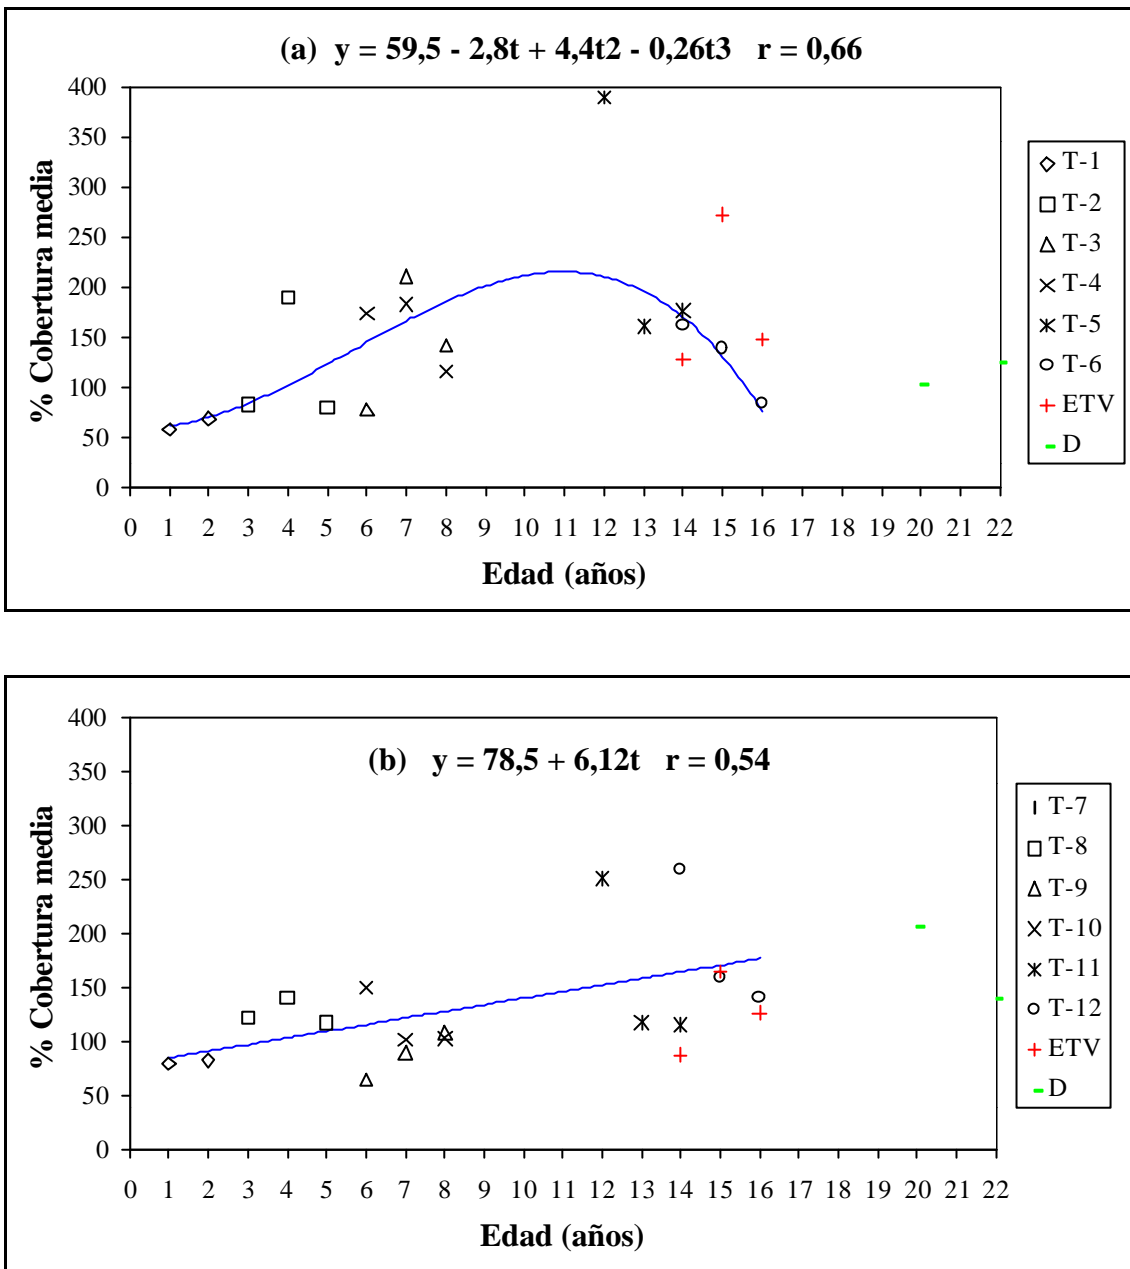 (a) y = 59,5 - 2,8t + 4,4t2 - 0,26t3 r = 0,66
% Cobertura media
400
350
300
250
200
150
100
50
0
0 1 2 3 4 5 6 7 8 9 10 11 12 13 14 15 16 17 18 19 20 21 22
Edad (años)
T-1
T-2
T-3
T-4
T-5
T-6
ETV
D
(b) y = 78,5 + 6,12t r = 0,54
% Cobertura media
400
350
300
250
200
150
100
50
0
0 1 2 3 4 5 6 7 8 9 10 11 12 13 14 15 16 17 18 19 20 21 22
Edad (años)
T-7
T-8
T-9
T-10
T-11
T-12
ETV
D